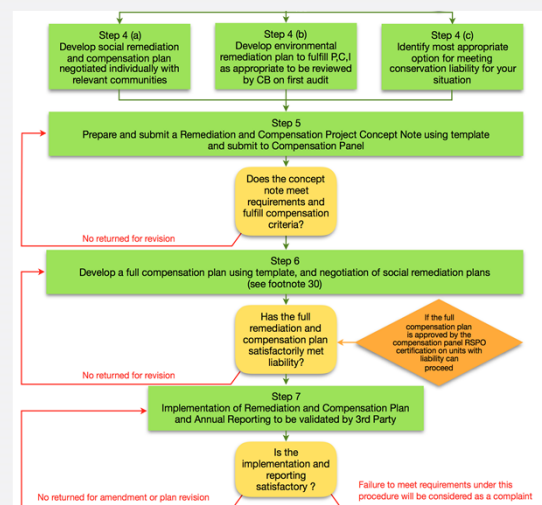 Step 4 (a)
Develop social remediation
and compensation plan
negotiated individually with
relevant communities
Step 4 (b)
Develop environmental
remediation plan to fulfill P,C,I
as appropriate to be reviewed
by CB on first audit
Step 4 (c)
Identify most appropriate
option for meeting
conservation liability for your
situation
Step 5
Prepare and submit a Remediation and Compensation Project Concept Note using template
and submit to Compensation Panel
Does the concept
note meet
requirements and
fulfill compensation
criteria?
No returned for revision
Step 6
Develop a full compensation plan using template, and negotiation of social remediation plans
(see footnote 30)
Has the full
remediation and
compensation plan
satisfactorily met
liability?
If the full
compensation plan
is approved by the
compensation panel RSPO
certification on units with
liability can
proceed
No returned for revision
Step 7
Implementation of Remediation and Compensation Plan
and Annual Reporting to be validated by 3rd Party
Is the
implementation and
reporting
satisfactory ?
No returned for amendment or plan revision
Failure to meet requirements under this
procedure will be considered as a complaint